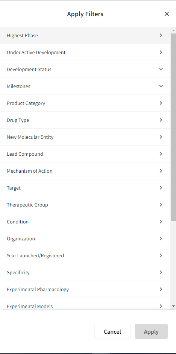 Apply Filters
Highest Phase
Under Active Development
Development Status
Milestones
Product Category
Drug Type
New Molecular Entity
Lead Compound
Mechanism of Action
Target
Therapeutic Group
Condition
Organization
Year Launched/Registered
Specificity
Experimental Pharmacology
Experimental Models
Cancel
Apply